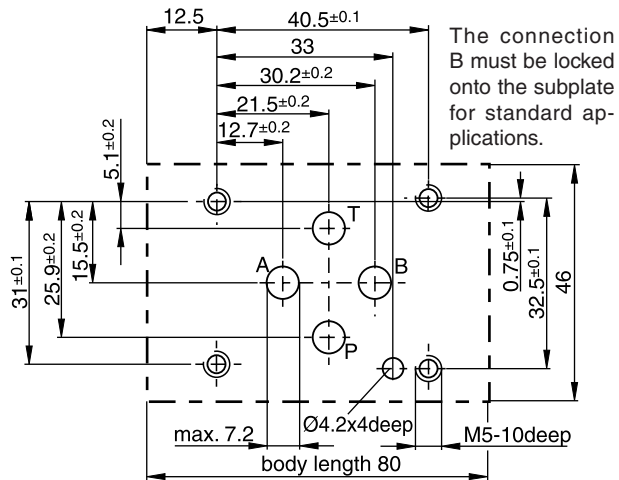 12.5
40.5±0.1
33
30.2±0.2
21.5±0.2
12.7±0.2
The connection
B must be locked
onto the subplate
for standard ap-
plications.
5.1±0.2
31±0.1
25.9±0.2
15.5±0.2
T
A
B
P
0.75±0.1
32.5±0.1
46
Ø4.2x4deep
max. 7.2
M5-10deep
body length 80